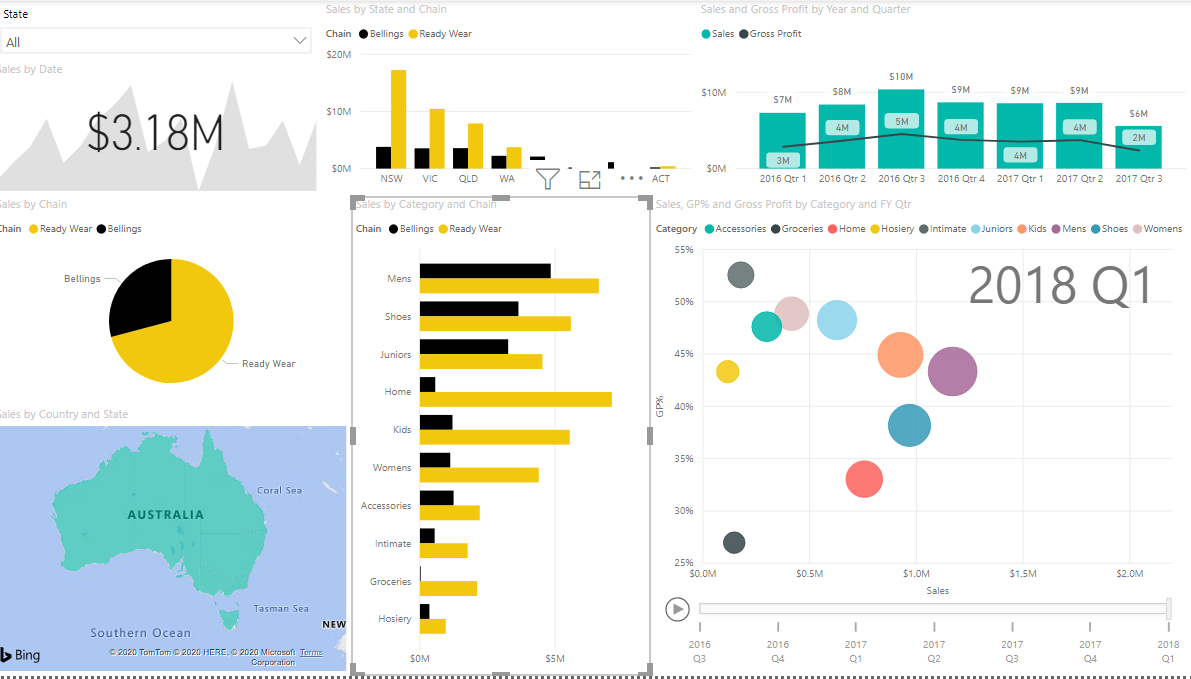 State
All
Sales by Date
$3.18M
Sales by State and Chain
Chain Bellings Ready Wear
$20M
$10M
$0M
NSW VIC QLD WA ACT
Sales and Gross Profit by Year and Quarter
Sales Gross Profit
$10M
$0M
$7M $8M $10M $9M $9M $9M $6M
3M 4M 5M 4M 4M 4M 2M
2016 Qtr 1 2016 Qtr 2 2016 Qtr 3 2016 Qtr 4 2017 Qtr 1 2017 Qtr 2 2017 Qtr 3
Sales by Chain
Chain Ready Wear Bellings
Bellings
Ready Wear
Sales by Country and State
AUSTRALIA
Coral Sea
Tasman Sea
NEW
Southern Ocean
Bing
© 2020 TomTom © 2020 HERE, © 2020 Microsoft Terms
Corporation
Sales by Category and Chain
Chain Bellings Ready Wear
Mens
Shoes
Juniors
Home
Kids
Womens
Accessories
Intimate
Groceries
Hosiery
$0M $5M
Sales, GP% and Gross Profit by Category and FY Qtr
Category Accessories Groceries Home Hosiery Intimate Juniors Kids Mens Shoes Womens
2018 Q1
GP%
55%
50%
45%
40%
35%
30%
25%
$0.0M $0.5M $1.0M $1.5M $2.0M
Sales
2016 2016 2017 2017 2017 2017 2018
Q3 Q4 Q1 Q2 Q3 Q4 Q1